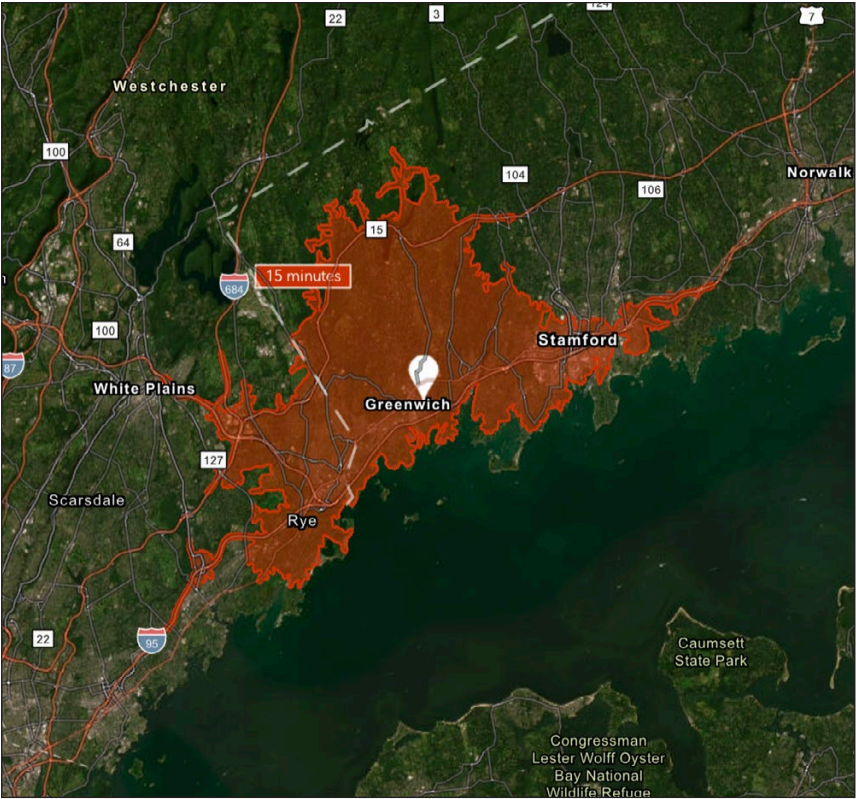 22
3
124
7
Westchester
100
104
Norwalk
106
64
15
15 minutes
684
100
Stamford
87
White Plains
Greenwich
127
Scarsdale
Rye
22
95
Caumsett
State Park
Congressman
Lester Wolff Oyster
Bay National
Wildlife Refuge